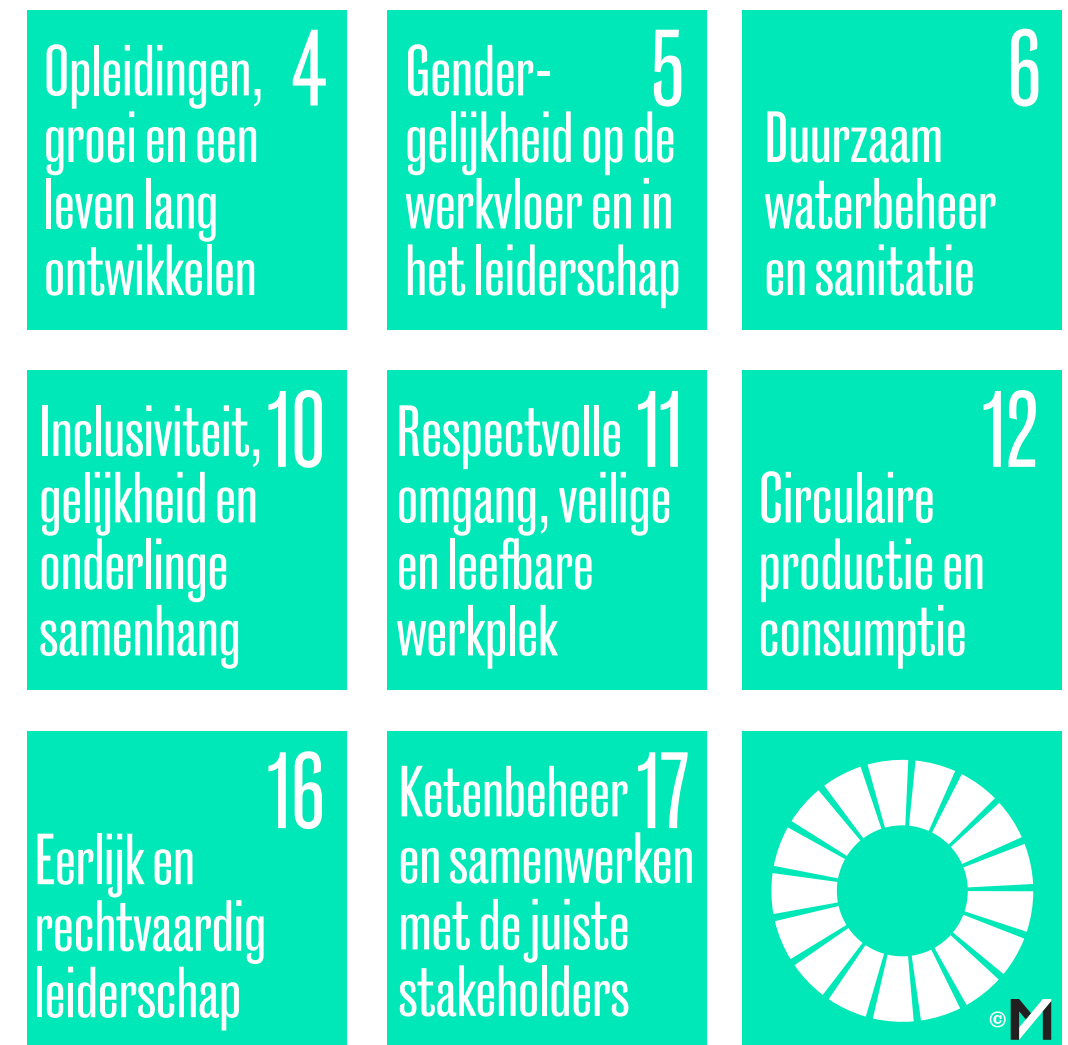 4
Opleidingen,
groei en een
leven lang
ontwikkelen
5
Gender-
gelijkheid op de
werkvloer en in
het leiderschap
6
Duurzaam
waterbeheer
en sanitatie
10
Inclusiviteit,
gelijkheid en
onderlinge
samenhang
11
Respectvolle
omgang, veilige
en leefbare
werkplek
12
Circulaire
productie en
consumptie
16
Eerlijk en
rechtvaardig
leiderschap
17
Ketenbeheer
en samenwerken
met de juiste
stakeholders
© M